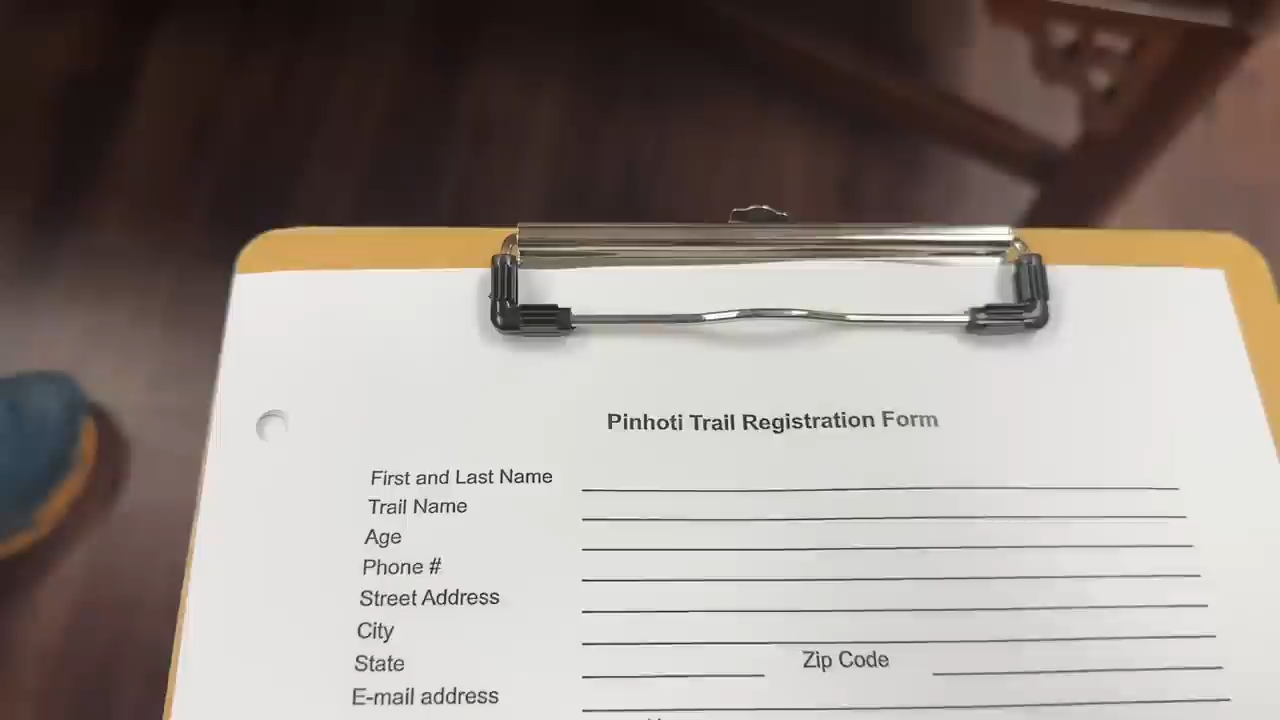 Pinhoti Trail Registration Form
First and Last Name
Trail Name
Age
Phone #
Street Address
City
State Zip Code
E-mail address